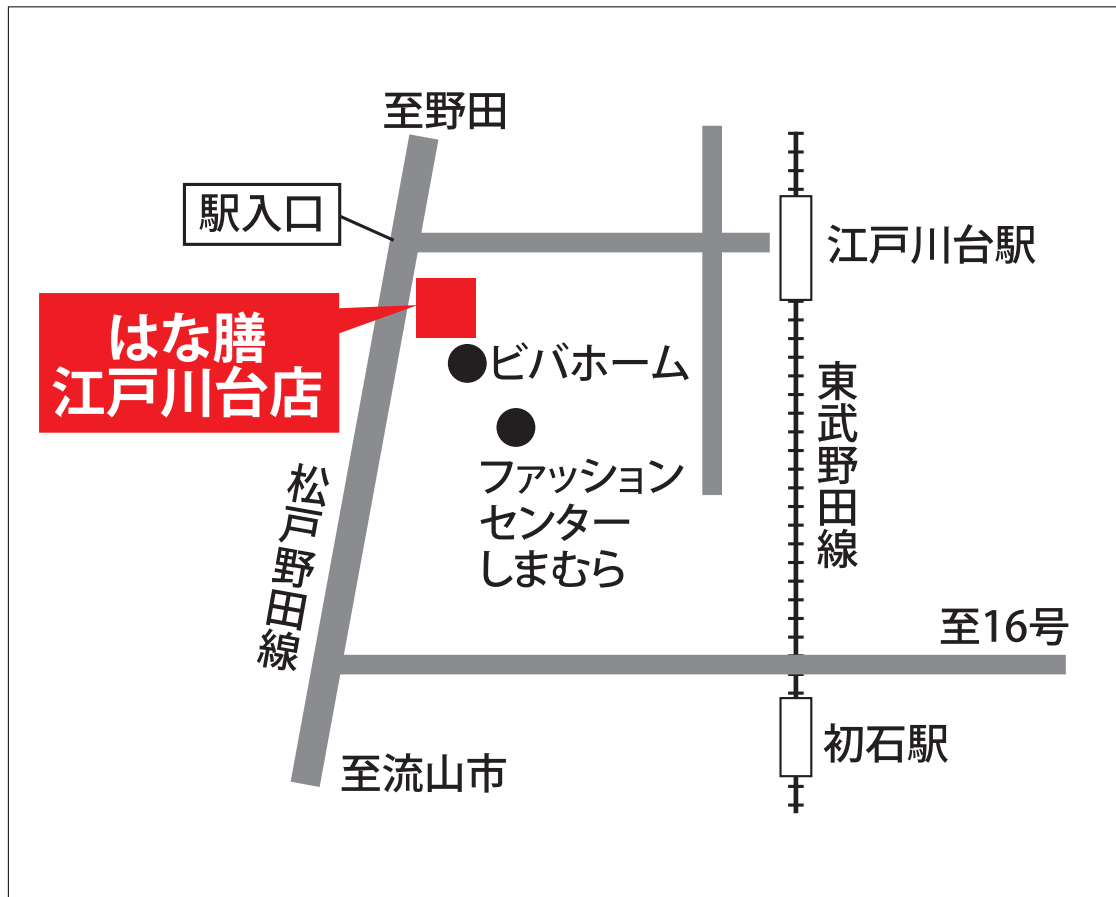 至野田
駅入口
江戸川台駅
はな膳
江戸川台店
ビバホーム
東武野田線
ファッション
センター
しまむら
松戸野田線
至16号
初石駅
至流山市